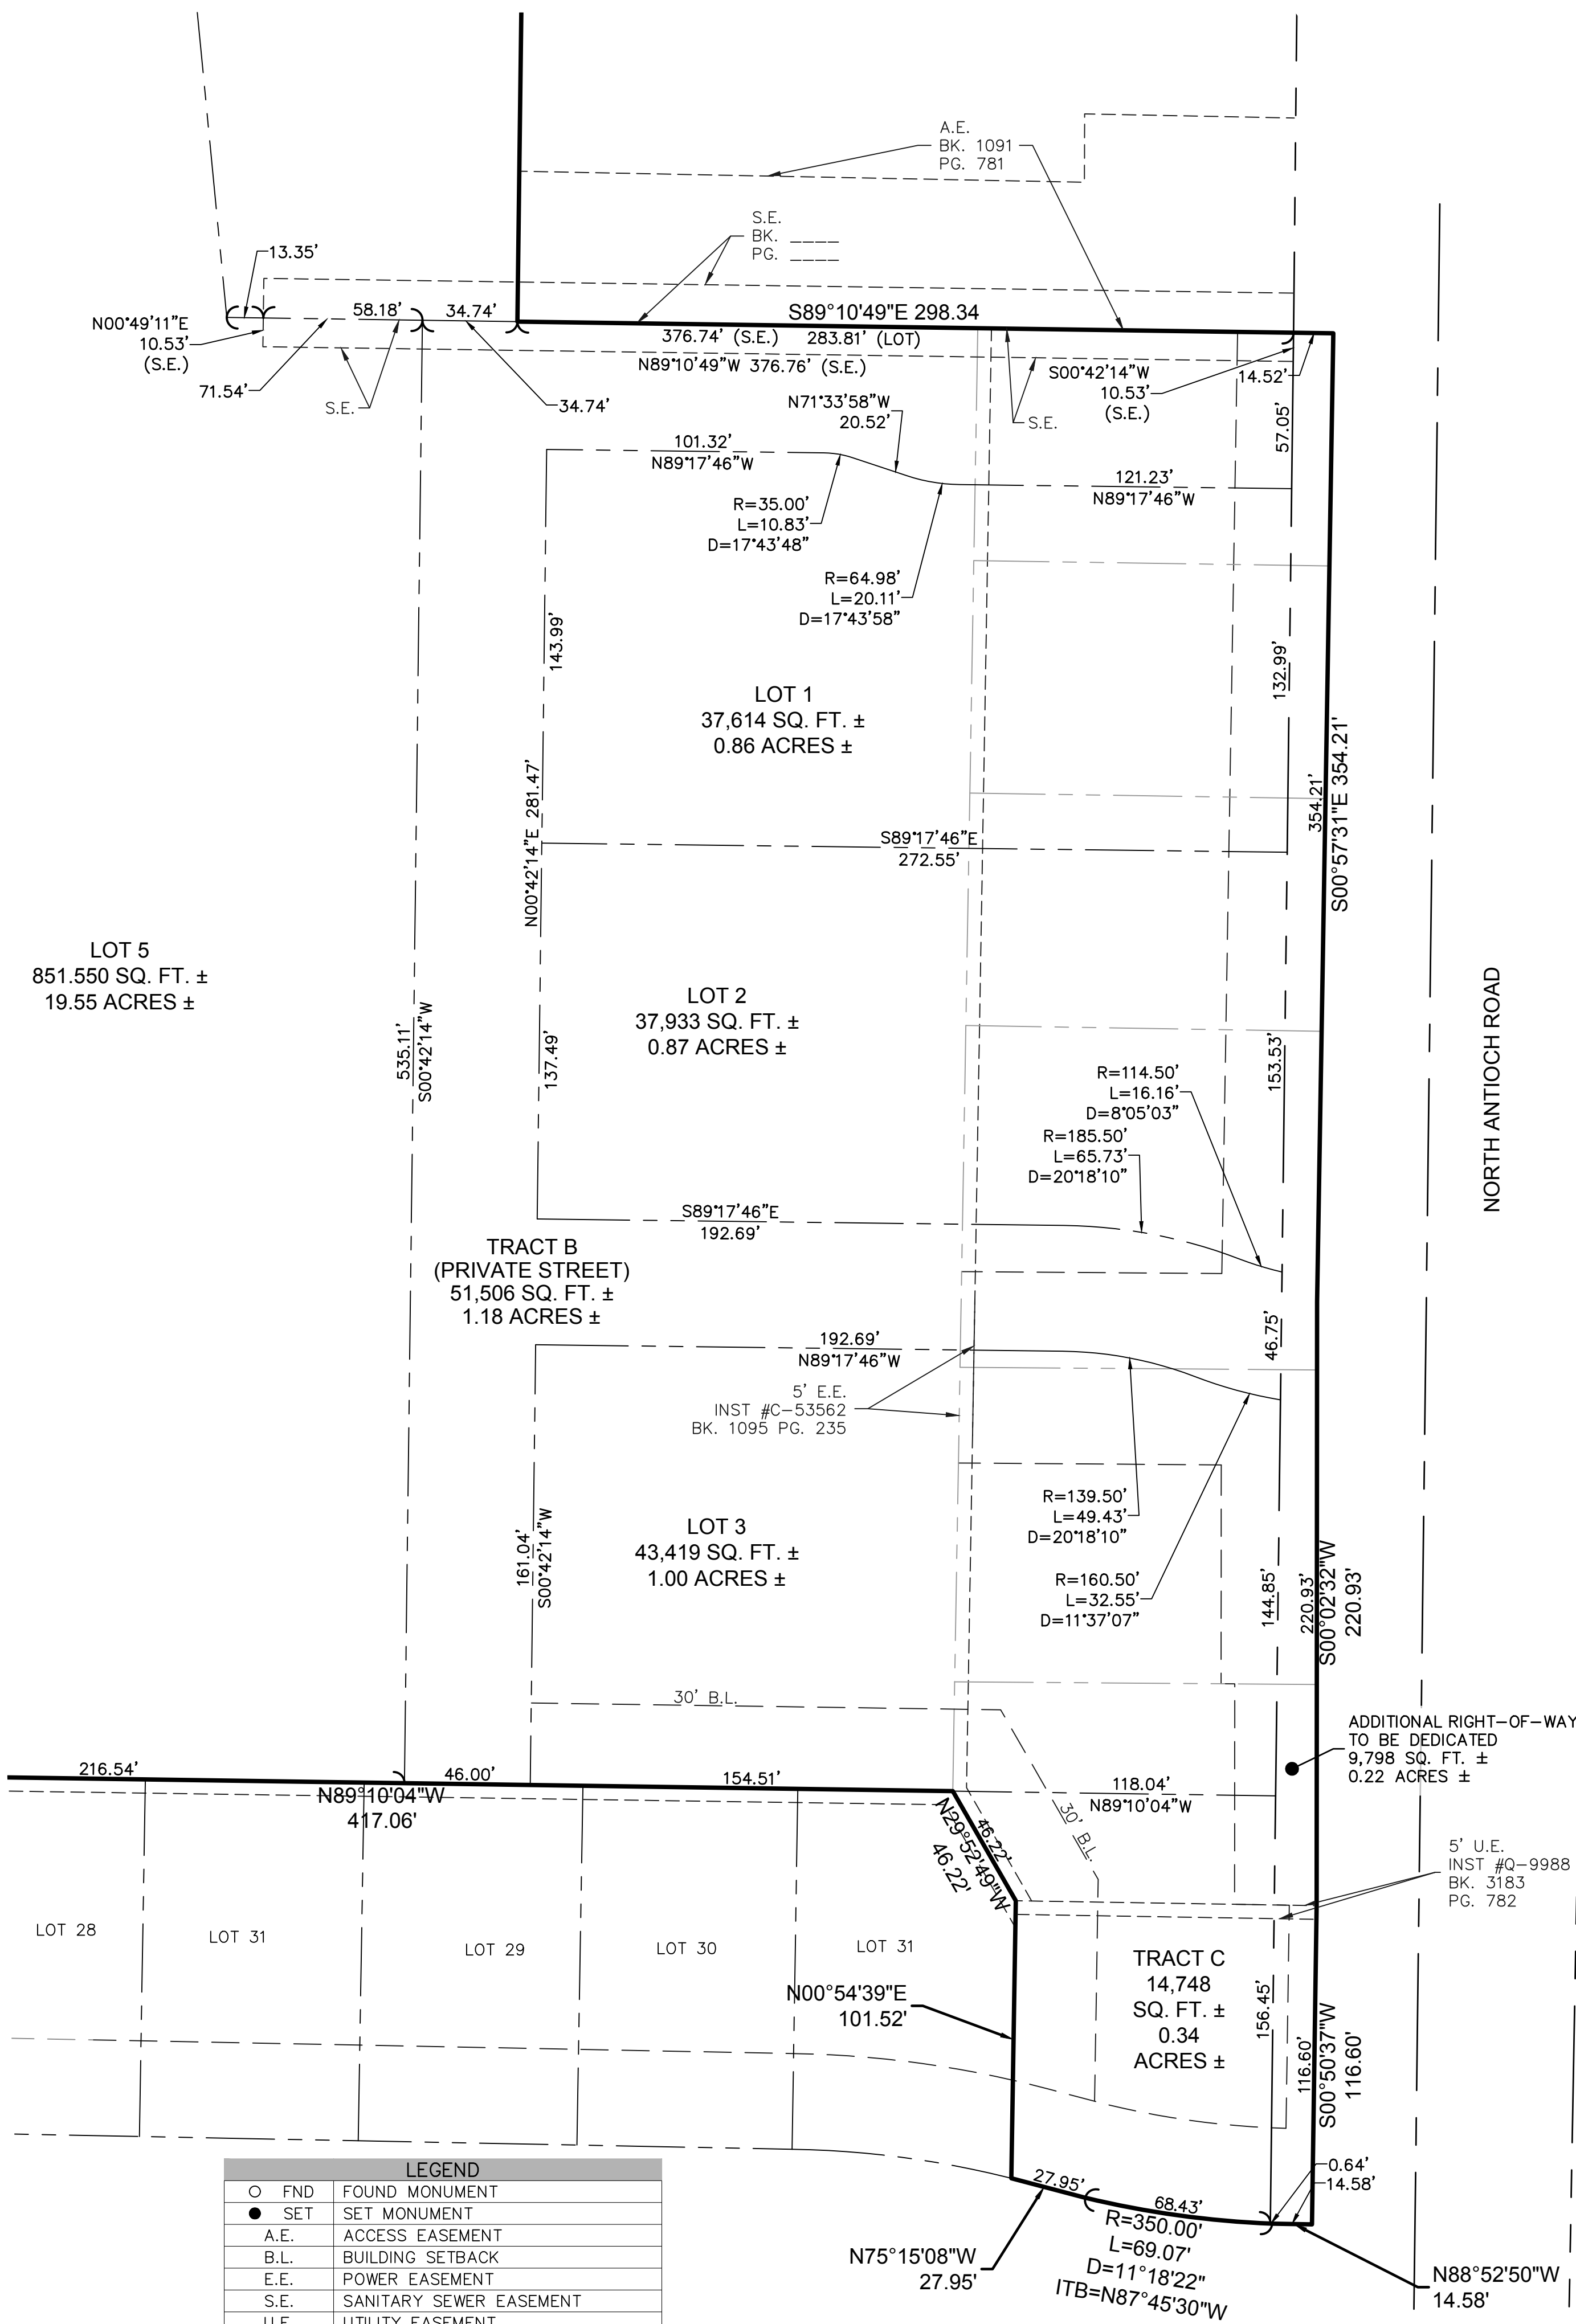 A.E.
BK. 1091
PG. 781
S.E.
BK. ____
PG. ____
13.35'
N00°49'11"E
10.53'
(S.E.)
58.18'
34.74'
S89°10'49"E 298.34
376.74' (S.E.)
283.81' (LOT)
N89°10'49"W 376.76' (S.E.)
71.54'
S.E.
34.74'
S00°42'14"W
10.53'
(S.E.)
14.52'
S.E.
57.05'
N71°33'58"W
20.52'
101.32'
N89°17'46"W
121.23'
N89°17'46"W
R=35.00'
L=10.83'
D=17°43'48"
R=64.98'
L=20.11'
D=17°43'58"
143.99'
132.99'
LOT 1
37,614 SQ. FT. ±
0.86 ACRES ±
N00°42'14"E 281.47'
354.21'
S00°57'31"E 354.21'
S89°17'46"E
272.55'
LOT 5
851.550 SQ. FT. ±
19.55 ACRES ±
LOT 2
37,933 SQ. FT. ±
0.87 ACRES ±
535.11'
S00°42'14"W
137.49'
153.53'
NORTH ANTIOCH ROAD
R=114.50'
L=16.16'
D=8°05'03"
R=185.50'
L=65.73'
D=20°18'10"
S89°17'46"E
192.69'
TRACT B
(PRIVATE STREET)
51,506 SQ. FT. ±
1.18 ACRES ±
192.69'
N89°17'46"W
46.75'
5' E.E.
INST #C-53562
BK. 1095 PG. 235
R=139.50'
L=49.43'
D=20°18'10"
R=160.50'
L=32.55'
D=11°37'07"
LOT 3
43,419 SQ. FT. ±
1.00 ACRES ±
161.04'
S00°42'14"W
144.85'
220.93'
S00°02'32"W
220.93'
30' B.L.
ADDITIONAL RIGHT-OF-WAY
TO BE DEDICATED
9,798 SQ. FT. ±
0.22 ACRES ±
216.54'
46.00'
154.51'
N89°10'04"W
417.06'
118.04'
N89°10'04"W
46.22'
N29°52'49"W
46.22'
30' B.L.
5' U.E.
INST #Q-9988
BK. 3183
PG. 782
LOT 28
LOT 31
LOT 29
LOT 30
LOT 31
N00°54'39"E
101.52'
TRACT C
14,748
SQ. FT. ±
0.34
ACRES ±
156.45'
116.60'
S00°50'37"W
116.60'
0.64'
14.58'
27.95'
68.43'
R=350.00'
L=69.07'
D=11°18'22"
ITB=N87°45'30"W
N75°15'08"W
27.95'
N88°52'50"W
14.58'
LEGEND
FND FOUND MONUMENT
SET SET MONUMENT
A.E. ACCESS EASEMENT
B.L. BUILDING SETBACK
E.E. POWER EASEMENT
S.E. SANITARY SEWER EASEMENT
U.E. UTILITY EASEMENT